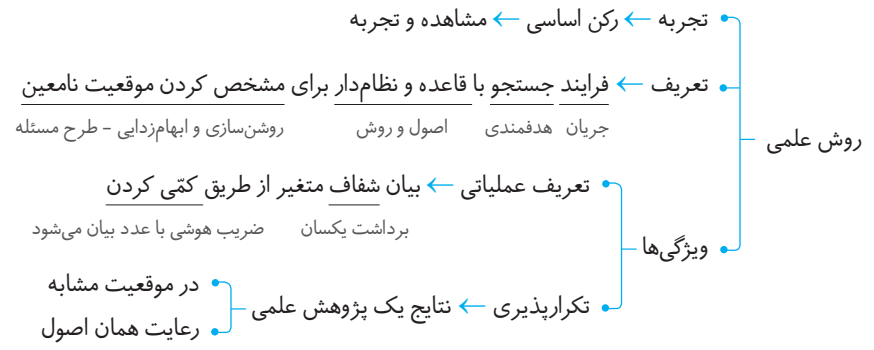 تجربه ← رکن اساسی ← مشاهده و تجربه
تعریف ← فرایند جستجو با قاعده و نظام‌دار برای مشخص کردن موقعیت نامعین
جریان هدفمندی اصول و روش روشن‌سازی و ابهام‌زدایی - طرح مسئله
روش علمی
تعریف عملیاتی ← بیان شفاف متغیر از طریق کمّی کردن
برداشت یکسان ضریب هوشی با عدد بیان می‌شود
ویژگی‌ها
تکرارپذیری ← نتایج یک پژوهش علمی
در موقعیت مشابه
رعایت همان اصول